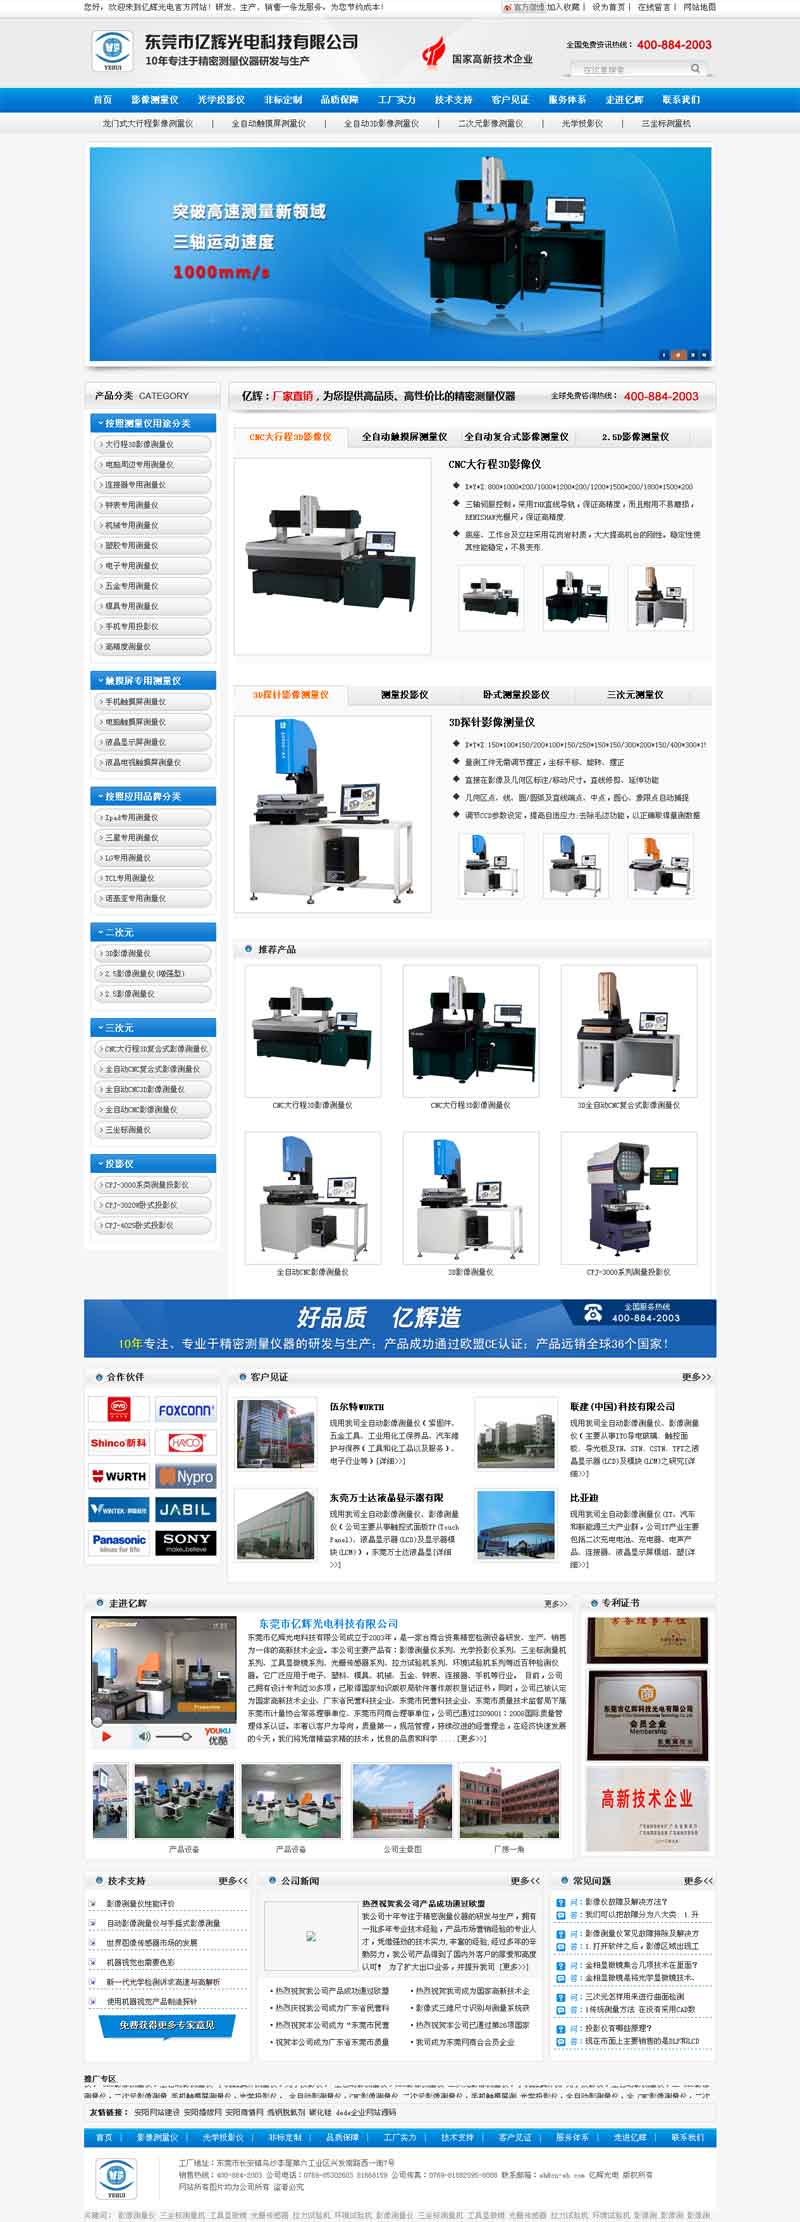 您好，欢迎来到亿辉光电官方网站！研发、生产、销售一条龙服务。为您节约成本！
官方微博 加入收藏 | 设为首页 | 在线留言 | 网站地图
东莞市亿辉光电科技有限公司
10年专注于精密测量仪器研发与生产
YEHUI
国家高新技术企业
全国免费资讯热线： 400-884-2003
在这里搜索...
首页 影像测量仪 光学投影仪 非标定制 品质保障 工厂实力 技术支持 客户见证 服务体系 走进亿辉 联系我们
龙门式大行程影像测量仪 | 全自动触摸屏测量仪 | 全自动3D影像测量仪 | 二次元影像测量仪 | 光学投影仪 | 三坐标测量机
突破高速测量新领域
三轴运动速度
1000mm/s
产品分类 CATEGORY
按照测量仪用途分类
大行程3D影像测量仪
电脑周边专用测量仪
连接器专用测量仪
钟表专用测量仪
机械专用测量仪
塑胶专用测量仪
电子专用测量仪
五金专用测量仪
模具专用测量仪
手机专用投影仪
高精度测量仪
触摸屏专用测量仪
手机触摸屏测量仪
电脑触摸屏测量仪
液晶显示屏测量仪
液晶电视触摸屏测量仪
按照应用品牌分类
Ipad专用测量仪
三星专用测量仪
LG专用测量仪
TCL专用测量仪
诺基亚专用测量仪
二次元
3D影像测量仪
2.5影像测量仪(增强型)
2.5影像测量仪
三次元
CNC大行程3D复合式影像测量仪
全自动CNC复合式影像测量仪
全自动CNC3D影像测量仪
全自动CNC影像测量仪
三坐标测量仪
投影仪
CPJ-3000系类测量投影仪
CPJ-3020W卧式投影仪
CPJ-4025卧式投影仪
亿辉：厂家直销，为您提供高品质、高性价比的精密测量仪器
全球免费咨询热线： 400-884-2003
CNC大行程3D影像仪 全自动触摸屏测量仪 全自动复合式影像测量仪 2.5D影像测量仪
CNC大行程3D影像仪
X*Y*Z:800*1000*200/1000*1200*200/1200*1500*200/1800*1500*200
三轴伺服控制，采用THK直线导轨，保证高精度，而且耐用不易磨损，
RENISHAW光栅尺，保证高精度.
底座、工作台及立柱采用花岗岩材质，大大提高机台的刚性。稳定性使
其性能稳定，不易变形.
3D探针影像测量仪 测量投影仪 卧式测量投影仪 三次元测量仪
3D探针影像测量仪
X*Y*Z:150*100*150/200*100*150/250*150*150/300*200*150/400*300*1
量测工件无需调节摆正，坐标平移、旋转、摆正
直接在影像及几何区标注/移动尺寸。直线修剪、延伸功能
几何区点、线、圆/圆弧及直线端点、中点，圆心、象限点自动捕捉
调节CCD参数设定，提高自适应力:去除毛边功能，以正确取得量测数据
推荐产品
CNC大行程3D影像测量仪 CNC大行程3D影像测量仪 3D全自动CNC复合式影像测量仪
全自动CNC影像测量仪 3D影像测量仪 CPJ-3000系列测量投影仪
好品质 亿辉造
全国服务热线
400-884-2003
10年专注、专业于精密测量仪器的研发与生产；产品成功通过欧盟CE认证；产品远销全球36个国家！
合作伙伴
BYD FOXCONN
Shinco新科 HAYCO
WÜRTH Nypro
WINTEK JABIL
Panasonic ideas for life SONY make.believe
客户见证 更多>>
伍尔特WURTH
现用我司全自动影像测量仪（紧固件、
五金工具、工业用化工保养品、汽车维
护与保养（工具和化工品以及服务）、
电子行业等）[详细>>]
联建(中国)科技有限公司
现用我司全自动影像测量仪、影像测量
仪（主要从事ITO导电玻璃、触控面
板、导光板及TN、STN、CSTN、TFT之液
晶显示器(LCD)及模块(LCM)之研究[详
细>>]
东莞万士达液晶显示器有限
现用我司全自动影像测量仪、影像测量
仪（公司主要从事触控式面板TP(Touch
Panel)、液晶显示器(LCD)及显示器模
块(LCM)），东莞万士达液晶显[详细
>>]
比亚迪
现用我司全自动影像测量仪(IT、汽车
和新能源三大产业群，公司IT产业主要
包括二次充电电池、充电器、电声产
品、连接器、液晶显示屏模组、塑[详细
>>]
走进亿辉 更多>>
YOUKU 优酷
东莞市亿辉光电科技有限公司
东莞市亿辉光电科技有限公司成立于2003年，是一家台商合资集精密检测设备研发、生产、销售
为一体的高新技术企业。本公司主要产品有：影像测量仪系列、光学投影仪系列、三坐标测量机
系列、工具显微镜系列、光栅传感器系列、拉力试验机系列、环境试验机系列等近百种检测仪
器。它广泛应用于电子、塑料、模具、机械、五金、钟表、连接器、手机等行业。 目前，公司
已拥有设计专利近30多项，已取得国家知识版权局软件著作版权登记证书，同时，公司已被认定
为国家高新技术企业、广东省民营科技企业、东莞市民营科技企业、东莞市质量技术监督局下属
东莞市计量协会常务理事单位、东莞市网商会理事单位，公司已通过ISO9001：2008国际质量管
理体系认证。本着以客户为导向，质量第一，规范管理，持续改进的经营理念，在经济快速发展
的今天，我们将凭借精益求精的技术，优良的品质和科学.....[更多>>]
产品设备 产品设备 公司全景图 厂房一角
专利证书
常务理事单位
东莞市亿辉科技光电有限公司
会员企业
Membership
高新技术企业
技术支持 更多<<
影像测量仪性能评价
自动影像测量仪与手摇式影像测量
世界图像传感器市场的发展
机器视觉也需要色彩
新一代光学检测诉求高速与高解析
使用机器视觉产品制造探针
免费获得更多专家意见
公司新闻 更多<<
热烈祝贺我公司产品成功通过欧盟
我公司十年专注于精密测量仪器的研发与生产，拥有
一批多年专业技术经验，产品市场营销经验的专业人
才，凭借强劲的技术实力,丰富的经验,经过多年的辛
勤努力，我公司产品得到了国内外客户的厚爱和高度
认可！ 为了扩大出口业务，并提升我司 [更多>>]
热烈祝贺我公司产品成功通过欧盟
热烈祝贺我司成为国家高新技术企
热烈庆祝我公司成为广东省民营科
影像式三维尺寸识别与测量系统获
热烈祝贺我公司成为“东莞市民营
热烈祝贺本公司已通过第26项国家
祝贺本公司成为广东省东莞市质量
我司成为东莞网商会会员企业
常见问题 更多<<
问：影像仪故障及解决方法？
答：我们可以把故障分为八大类: 1.升
问：影像测量仪常见故障排除及解决方
答：1.打开软件之后，影像区域出现工
问：金相显微镜集合几项技术在里面？
答：金相显微镜是将光学显微镜技术、
问：三次元怎样用来进行曲面检测
答：1传统测量方法 在没有采用CAD数
问：投影仪有哪些原理？
答：现在市面上主要销售的是DLP和LCD
推广专区
友情链接： 安阳网站建设 安阳婚嫁网 安阳商情网 炼钢脱氧剂 碳化硅 dede企业网站源码
首页 | 影像测量仪 | 光学投影仪 | 非标定制 | 品质保障 | 工厂实力 | 技术支持 | 客户见证 | 服务体系 | 走进亿辉 | 联系我们
YEHUI
工厂地址：东莞市长安镇乌沙李屋第六工业区兴发南路西一街7号
销售热线：400-884-2003 公司电话：0769-85302603 81868159 公司传真：0769-81882595-8008 联系邮箱：yh@cn-yh.com 亿辉光电 版权所有
网站所有图片均为公司所有 盗者必究
关键词： 影像测量仪 三坐标测量机 工具显微镜 光栅传感器 拉力试验机 环境试验机 影像测量仪 三坐标测量机 工具显微镜 光栅传感器 拉力试验机 环境试验机 影像测 影像测 影像测